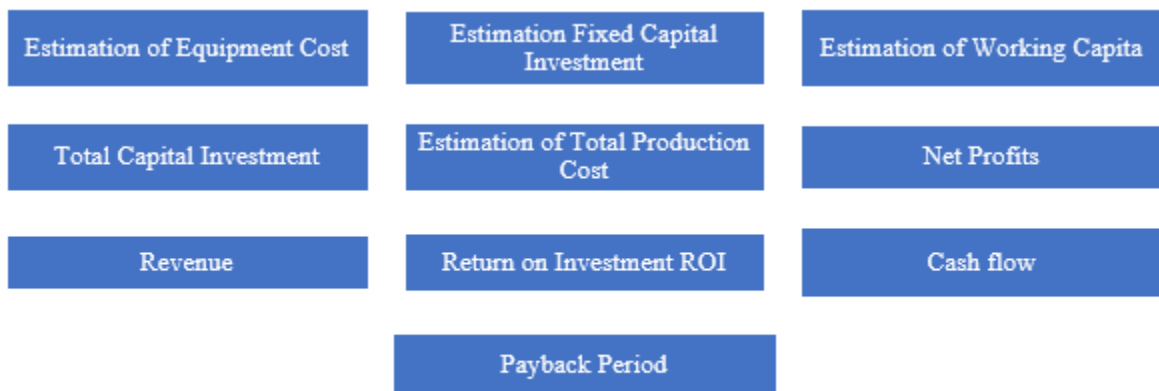 Estimation of Equipment Cost
Estimation Fixed Capital
Investment
Estimation of Working Capita
Total Capital Investment
Estimation of Total Production
Cost
Net Profits
Revenue
Return on Investment ROI
Cash flow
Payback Period